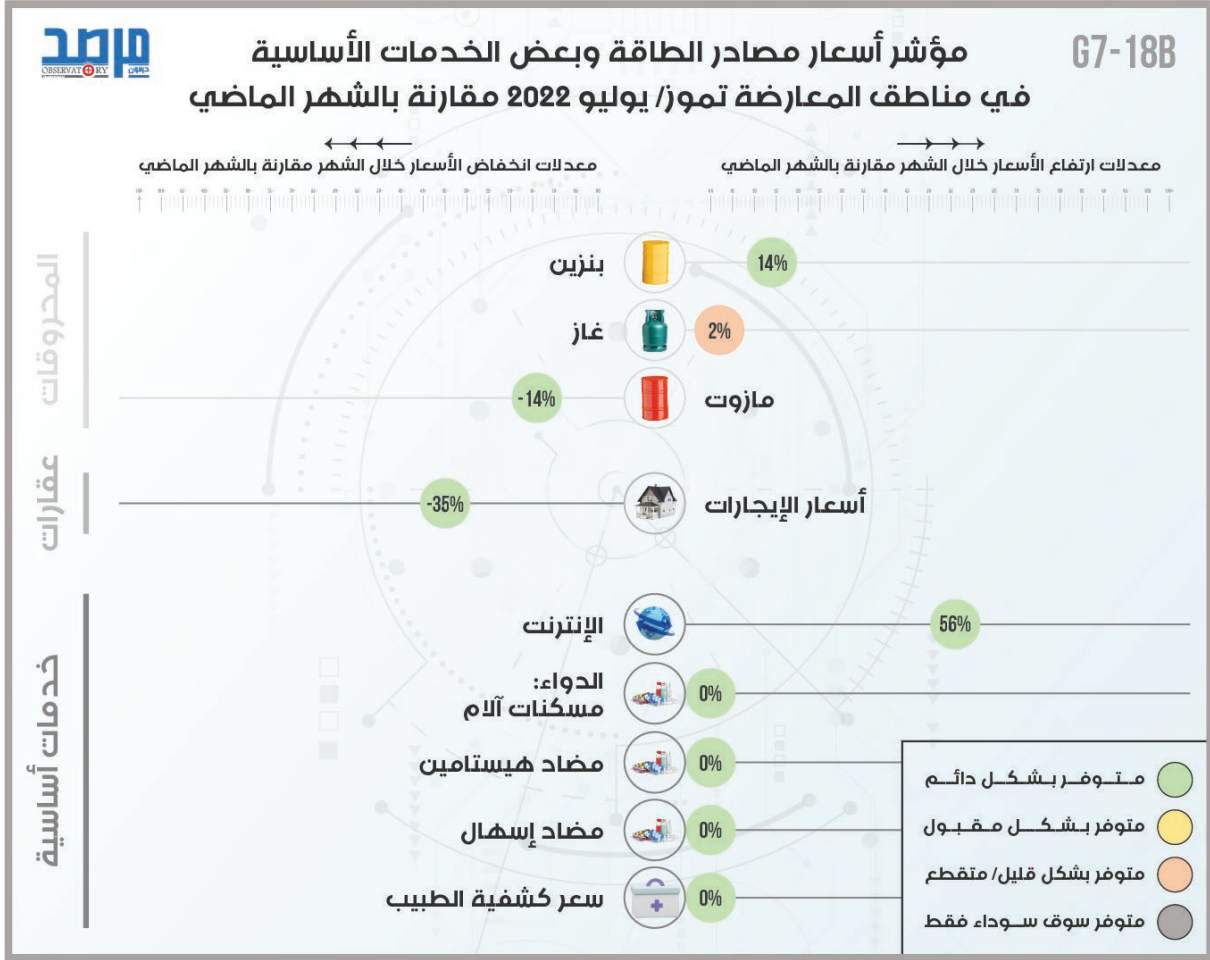 مرصد
حرمون
OBSERVATORY
G7-18B
مؤشر أسعار مصادر الطاقة وبعض الخدمات الأساسية
في مناطق المعارضة تموز/ يوليو 2022 مقارنة بالشهر الماضي
معدلات ارتفاع الأسعار خلال الشهر مقارنة بالشهر الماضي
معدلات انخفاض الأسعار خلال الشهر مقارنة بالشهر الماضي
المحروقات
بنزين
14%
غاز
2%
مازوت
-14%
عقارات
أسعار الإيجارات
-35%
خدمات أساسية
الإنترنت
56%
الدواء:
مسكنات آلام
0%
مضاد هيستامين
0%
مضاد إسهال
0%
سعر كشفية الطبيب
0%
متوفر بشكل دائم
متوفر بشكل مقبول
متوفر بشكل قليل/ متقطع
متوفر سوق سوداء فقط